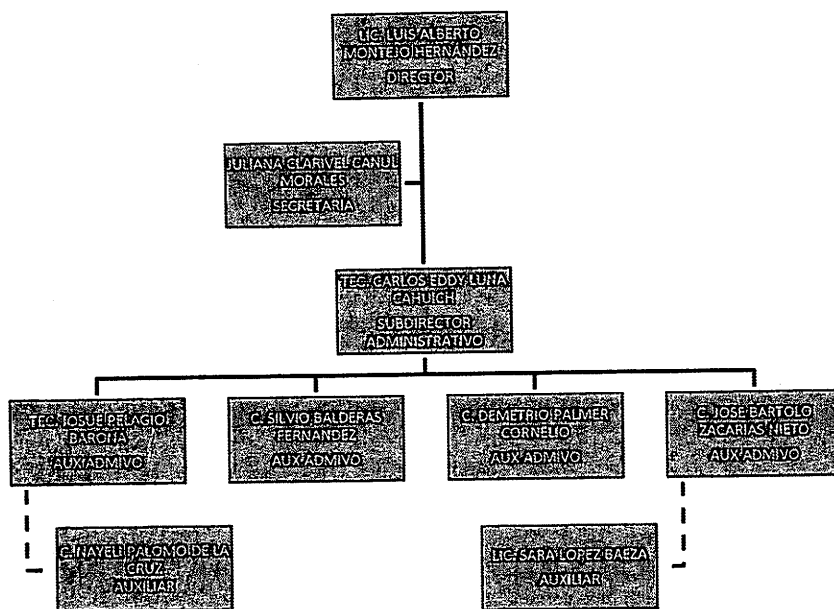 LIC. LUIS ALBERTO
MONTEJO HERNÁNDEZ
DIRECTOR
JULIANA CLARIVEL CANUL
MORALES
SECRETARIA
TEC. CARLOS EDDY LUNA
CAHUICH
SUBDIRECTOR
ADMINISTRATIVO
TEC. JOSUE PELAGIO
BARONA
AUX ADMIVO
C. SILVIO BALDERAS
FERNANDEZ
AUX ADMIVO
C. DEMETRIO PALMER
CORNELIO
AUX ADMIVO
C. JOSE BARTOLO
ZACARIAS NIETO
AUX ADMIVO
C. NAYELI PALOMO DE LA
CRUZ
AUXILIAR
LIC. SARA LOPEZ BAEZA
AUXILIAR